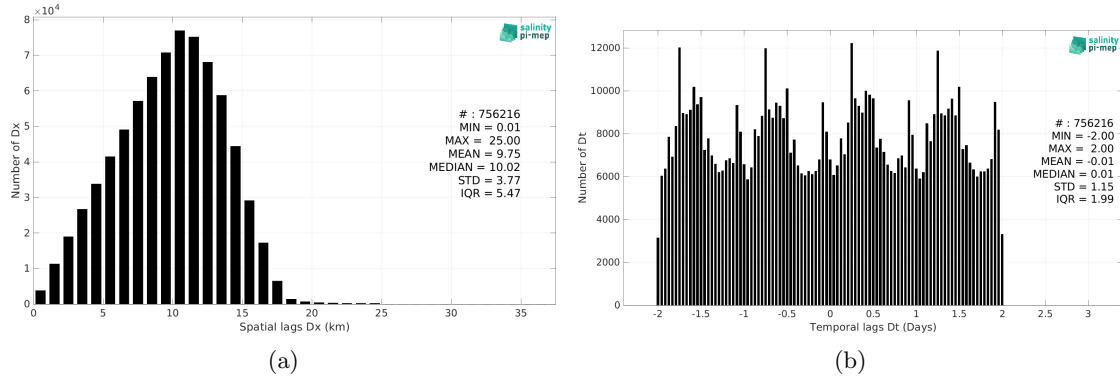 ×10^4
8
7
6
5
4
3
2
1
0
Number of Dx
salinity
pi-mep
# : 756216
MIN = 0.01
MAX = 25.00
MEAN = 9.75
MEDIAN = 10.02
STD = 3.77
IQR = 5.47
0 5 10 15 20 25 30 35
Spatial lags Dx (km)
(a)
12000
10000
8000
6000
4000
2000
0
Number of Dt
salinity
pi-mep
# : 756216
MIN = -2.00
MAX = 2.00
MEAN = -0.01
MEDIAN = 0.01
STD = 1.15
IQR = 1.99
-2 -1.5 -1 -0.5 0 0.5 1 1.5 2 2.5 3
Temporal lags Dt (Days)
(b)